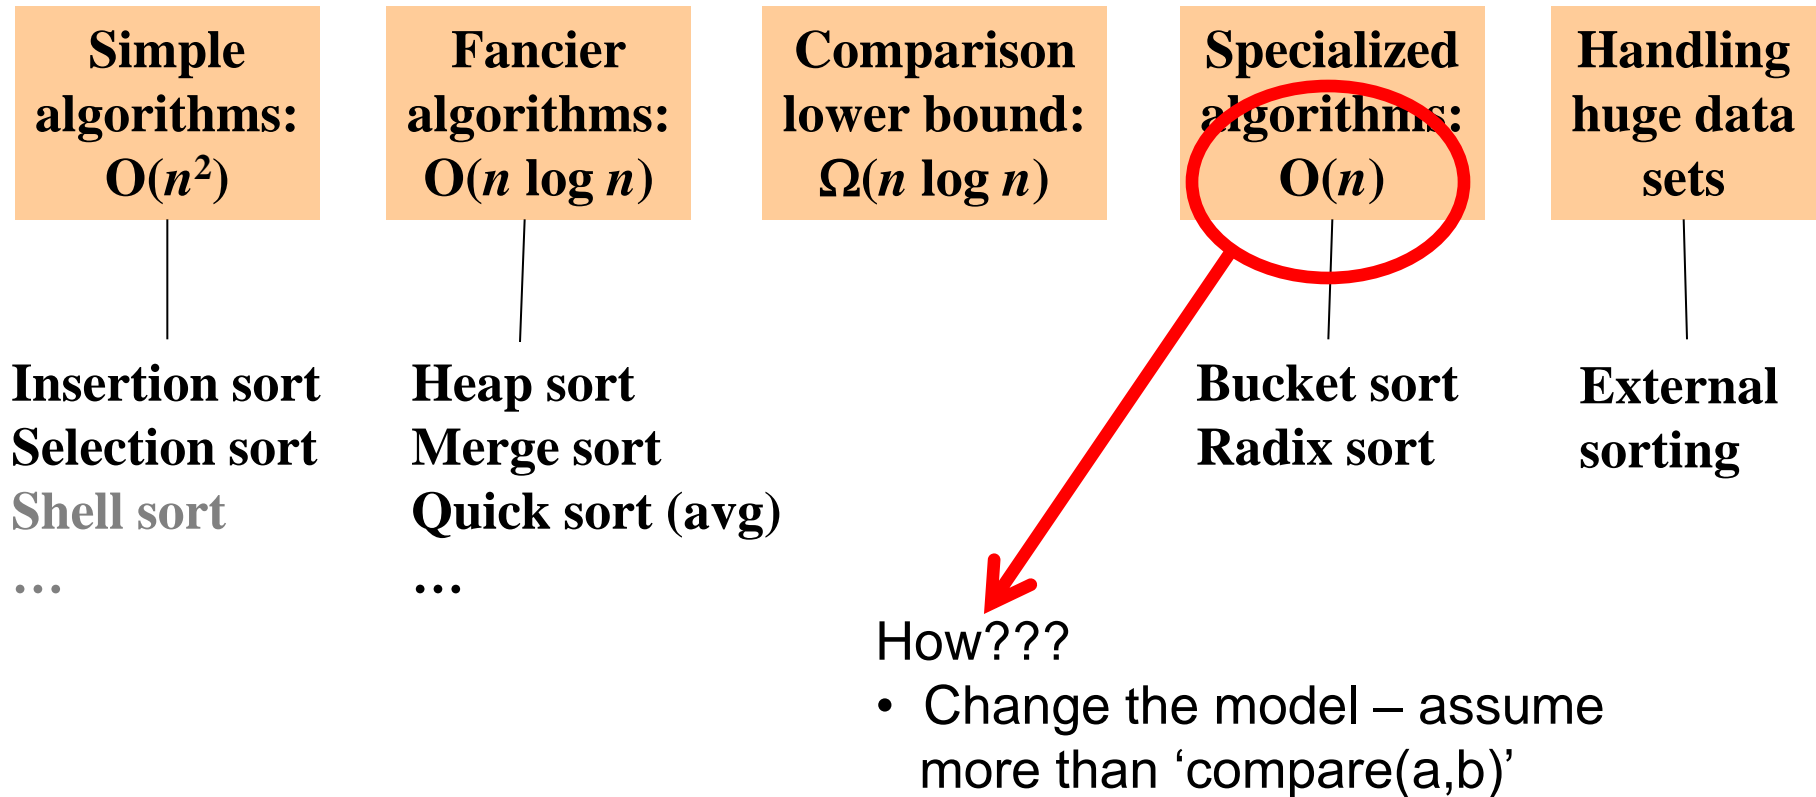 Simple
algorithms:
O(n²)
Fancier
algorithms:
O(n log n)
Comparison
lower bound:
Ω(n log n)
Specialized
algorithms:
O(n)
Handling
huge data
sets
Insertion sort
Selection sort
Shell sort
…
Heap sort
Merge sort
Quick sort (avg)
…
Bucket sort
Radix sort
External
sorting
How???
• Change the model – assume
more than ‘compare(a,b)’